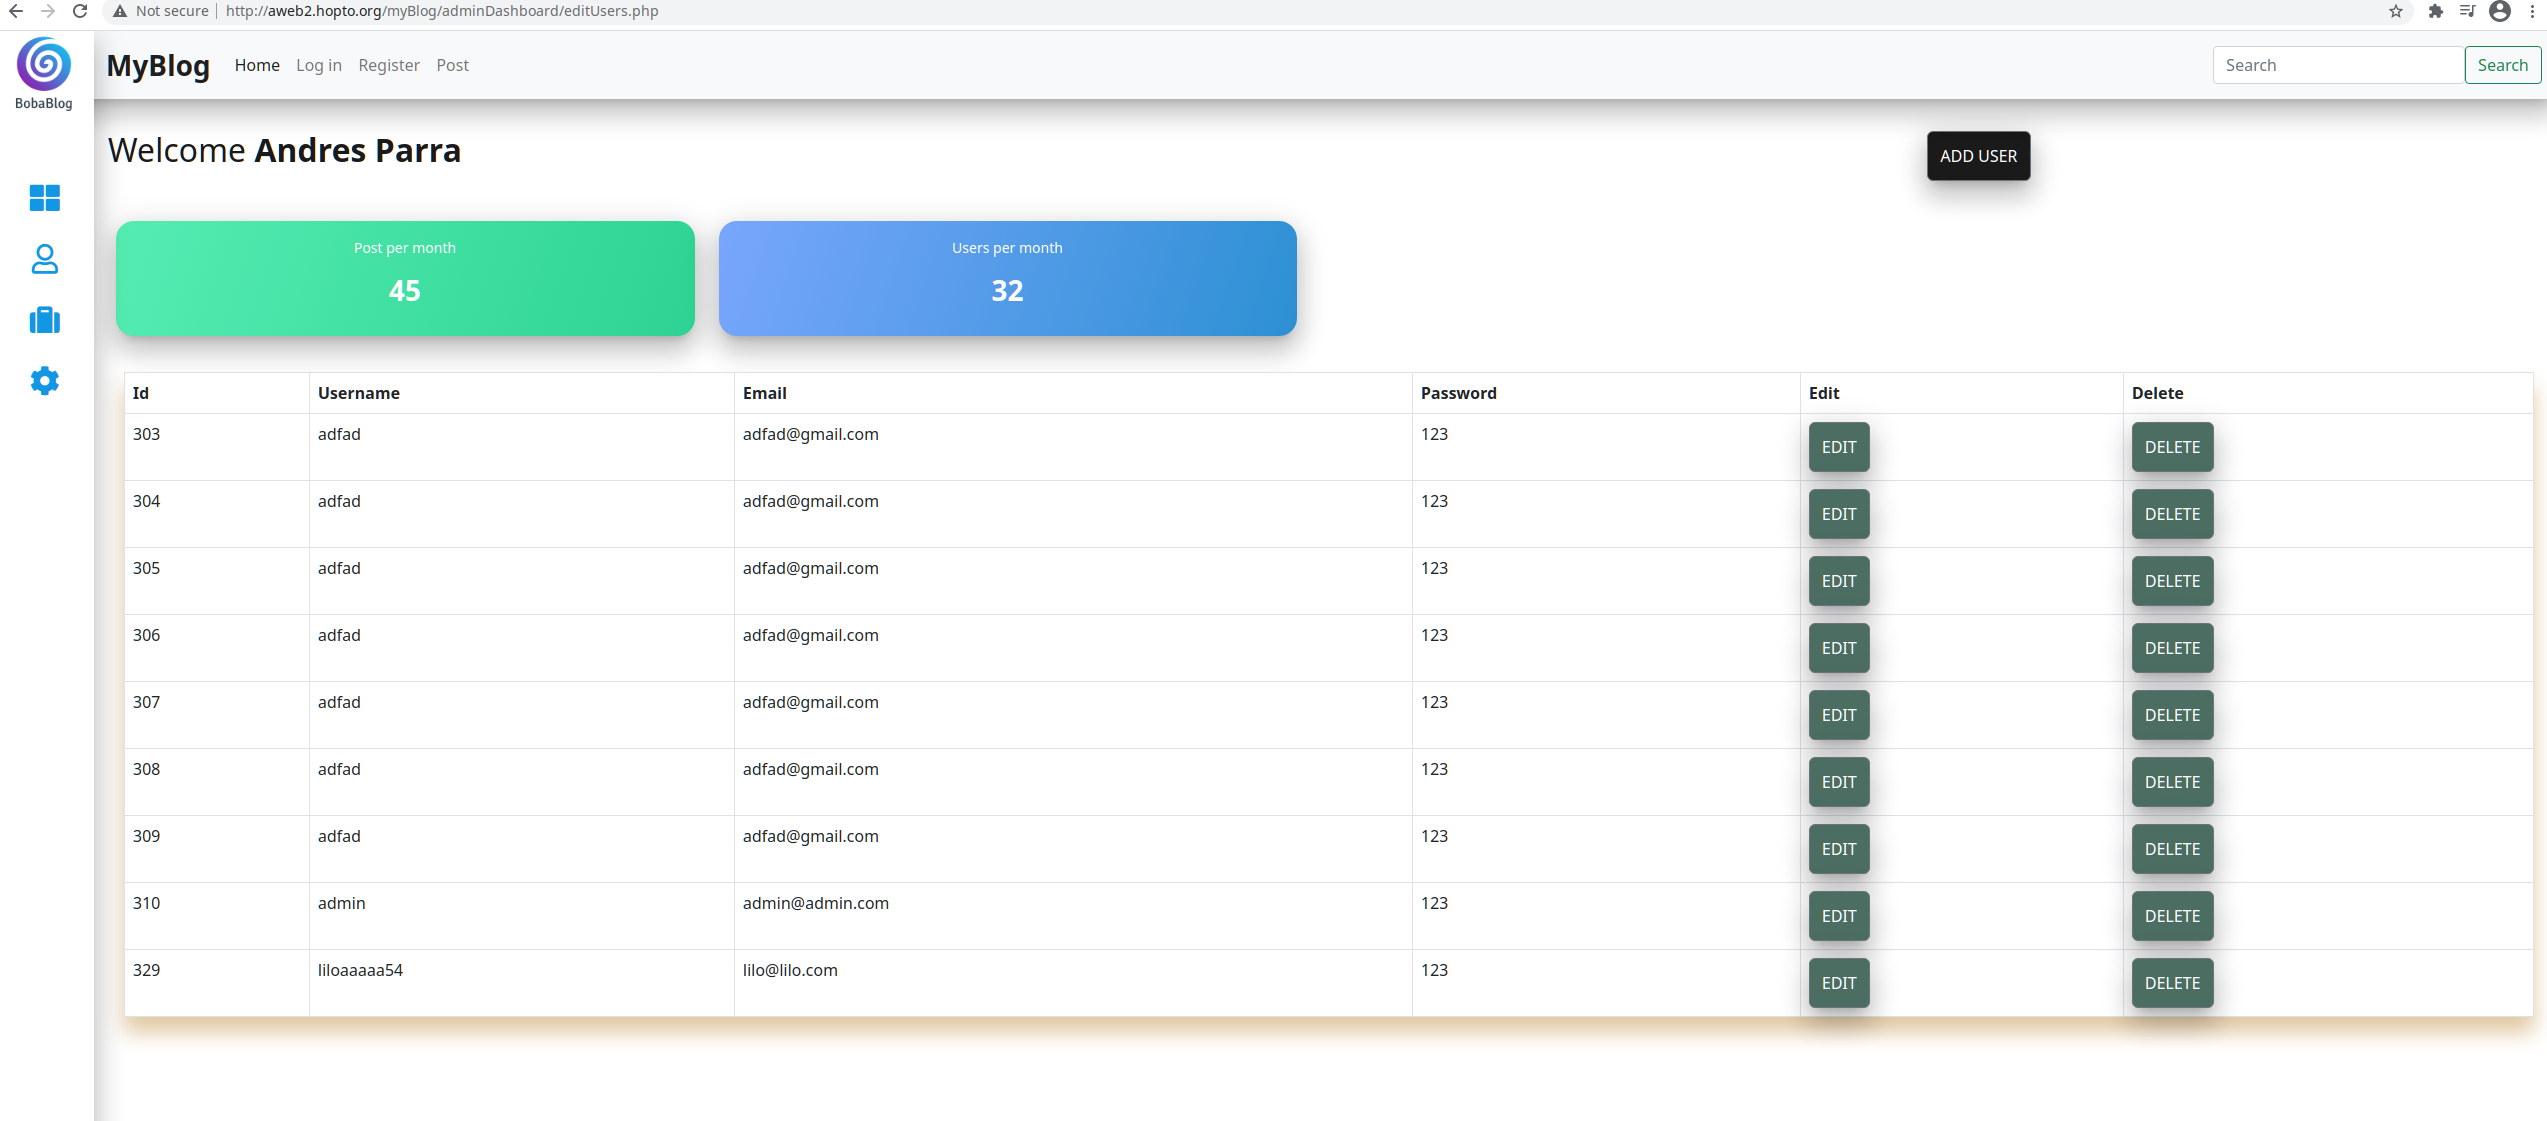 Not secure | http://aweb2.hopto.org/myBlog/adminDashboard/editUsers.php
BobaBlog
MyBlog Home Log in Register Post Search Search
Welcome Andres Parra ADD USER
Post per month Users per month
45 32
Id Username Email Password Edit Delete
303 adfad adfad@gmail.com 123 EDIT DELETE
304 adfad adfad@gmail.com 123 EDIT DELETE
305 adfad adfad@gmail.com 123 EDIT DELETE
306 adfad adfad@gmail.com 123 EDIT DELETE
307 adfad adfad@gmail.com 123 EDIT DELETE
308 adfad adfad@gmail.com 123 EDIT DELETE
309 adfad adfad@gmail.com 123 EDIT DELETE
310 admin admin@admin.com 123 EDIT DELETE
329 liloaaaaa54 lilo@lilo.com 123 EDIT DELETE